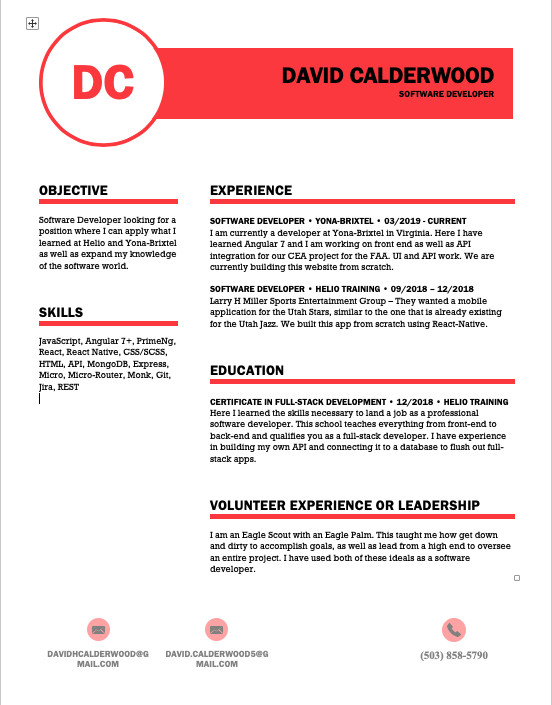 DC
DAVID CALDERWOOD
SOFTWARE DEVELOPER
OBJECTIVE
Software Developer looking for a
position where I can apply what I
learned at Helio and Yona-Brixtel
as well as expand my knowledge
of the software world.
SKILLS
JavaScript, Angular 7+, PrimeNg,
React, React Native, CSS/SCSS,
HTML, API, MongoDB, Express,
Micro, Micro-Router, Monk, Git,
Jira, REST
EXPERIENCE
SOFTWARE DEVELOPER • YONA-BRIXTEL • 03/2019 - CURRENT
I am currently a developer at Yona-Brixtel in Virginia. Here I have
learned Angular 7 and I am working on front end as well as API
integration for our CEA project for the FAA. UI and API work. We are
currently building this website from scratch.
SOFTWARE DEVELOPER • HELIO TRAINING • 09/2018 – 12/2018
Larry H Miller Sports Entertainment Group – They wanted a mobile
application for the Utah Stars, similar to the one that is already existing
for the Utah Jazz. We built this app from scratch using React-Native.
EDUCATION
CERTIFICATE IN FULL-STACK DEVELOPMENT • 12/2018 • HELIO TRAINING
Here I learned the skills necessary to land a job as a professional
software developer. This school teaches everything from front-end to
back-end and qualifies you as a full-stack developer. I have experience
in building my own API and connecting it to a database to flush out full-
stack apps.
VOLUNTEER EXPERIENCE OR LEADERSHIP
I am an Eagle Scout with an Eagle Palm. This taught me how get down
and dirty to accomplish goals, as well as lead from a high end to oversee
an entire project. I have used both of these ideals as a software
developer.
DAVIDHCALDERWOOD@G
MAIL.COM
DAVID.CALDERWOOD5@G
MAIL.COM
(503) 858-5790